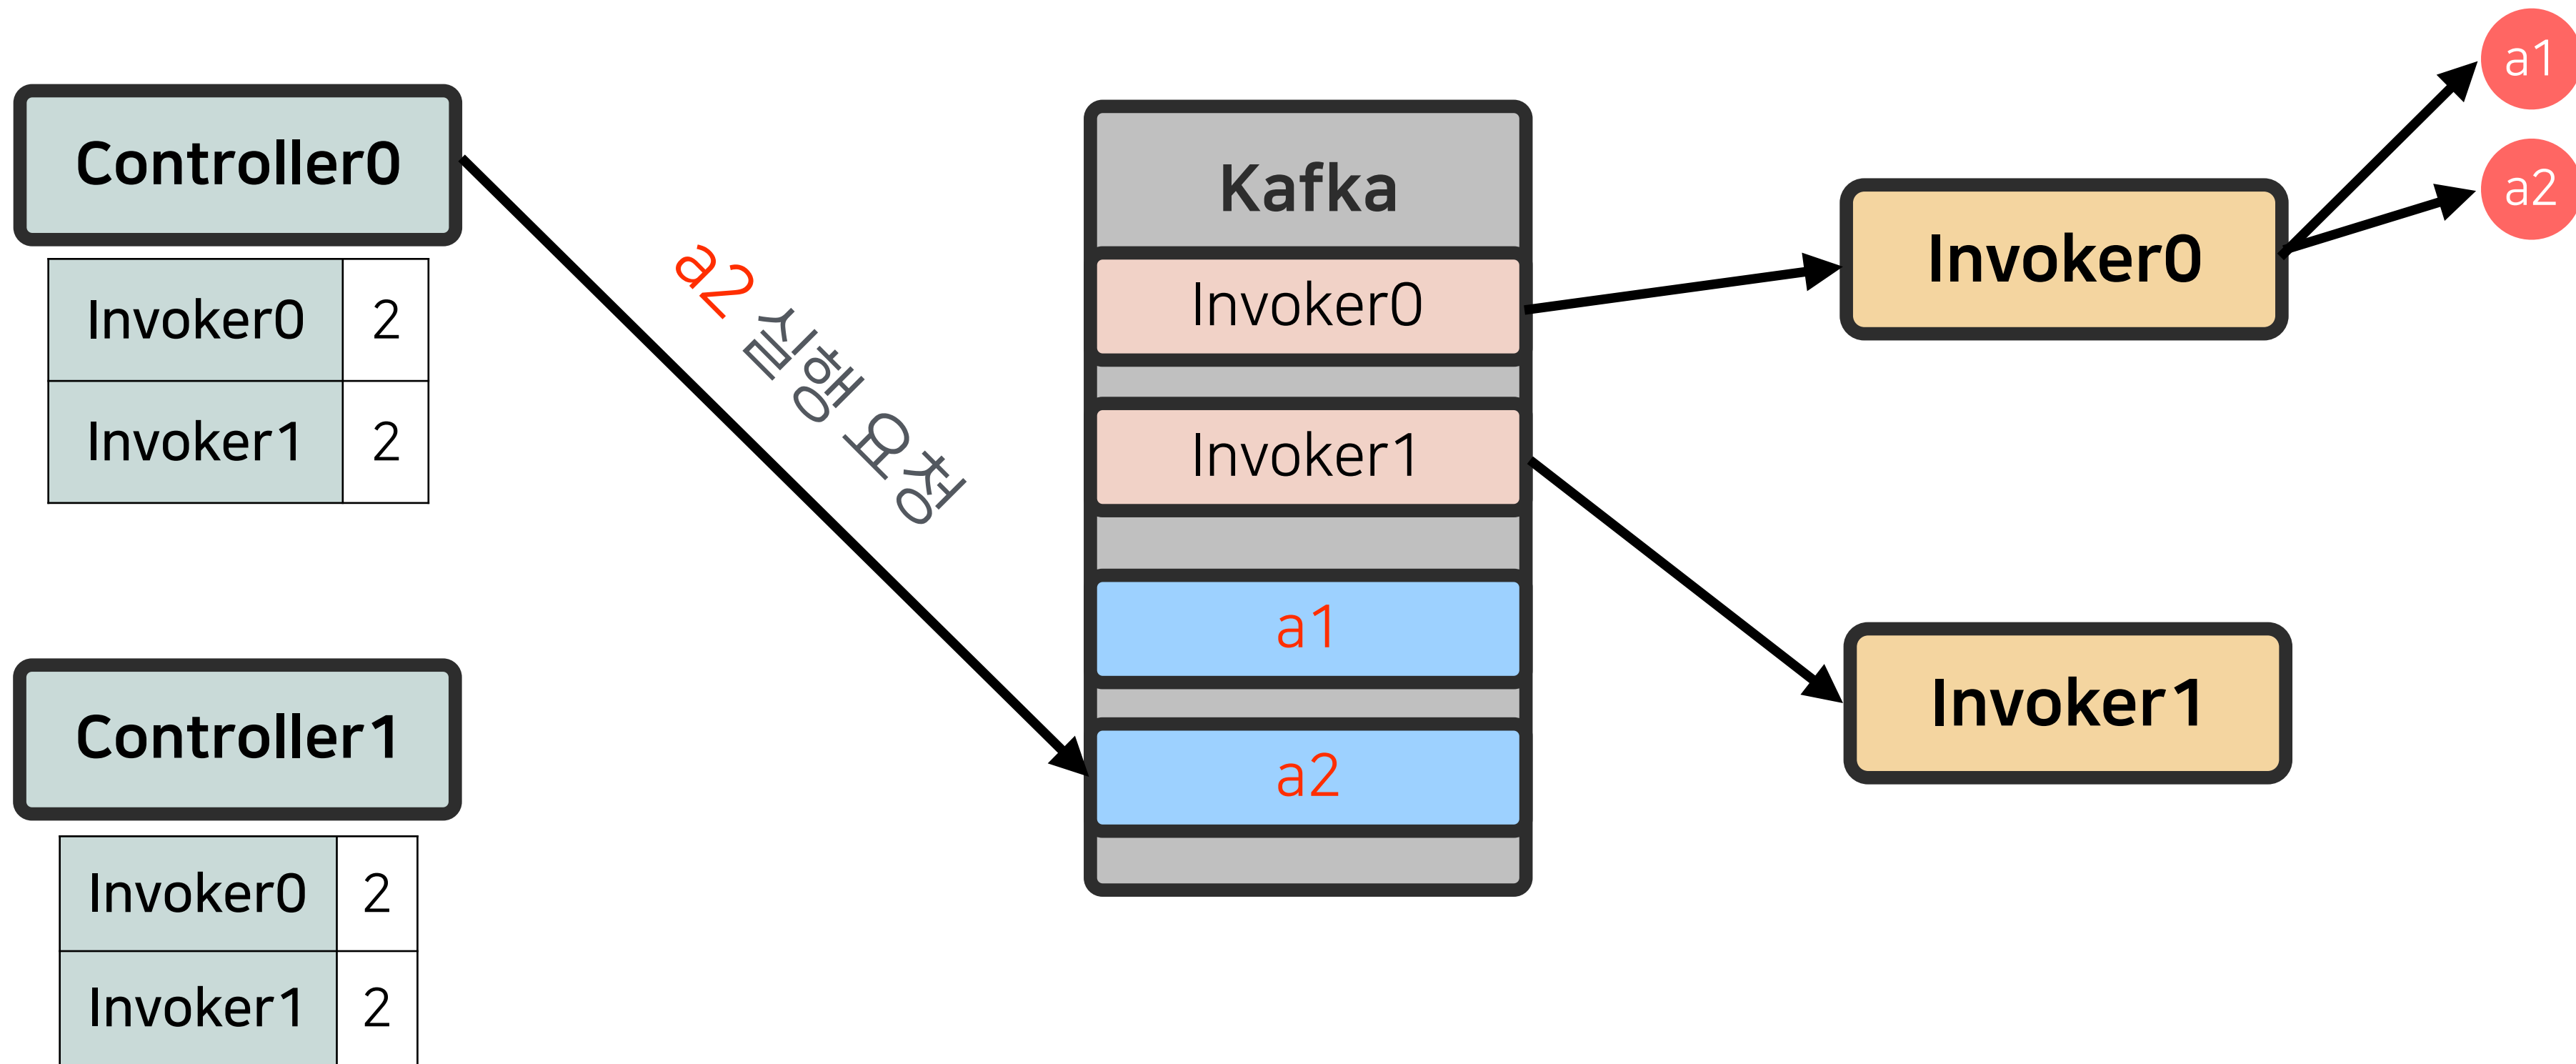 Controller0
Invoker0 2
Invoker1 2
Controller1
Invoker0 2
Invoker1 2
a2 실행 요청
Kafka
Invoker0
Invoker1
a1
a2
Invoker0
Invoker1
a1
a2